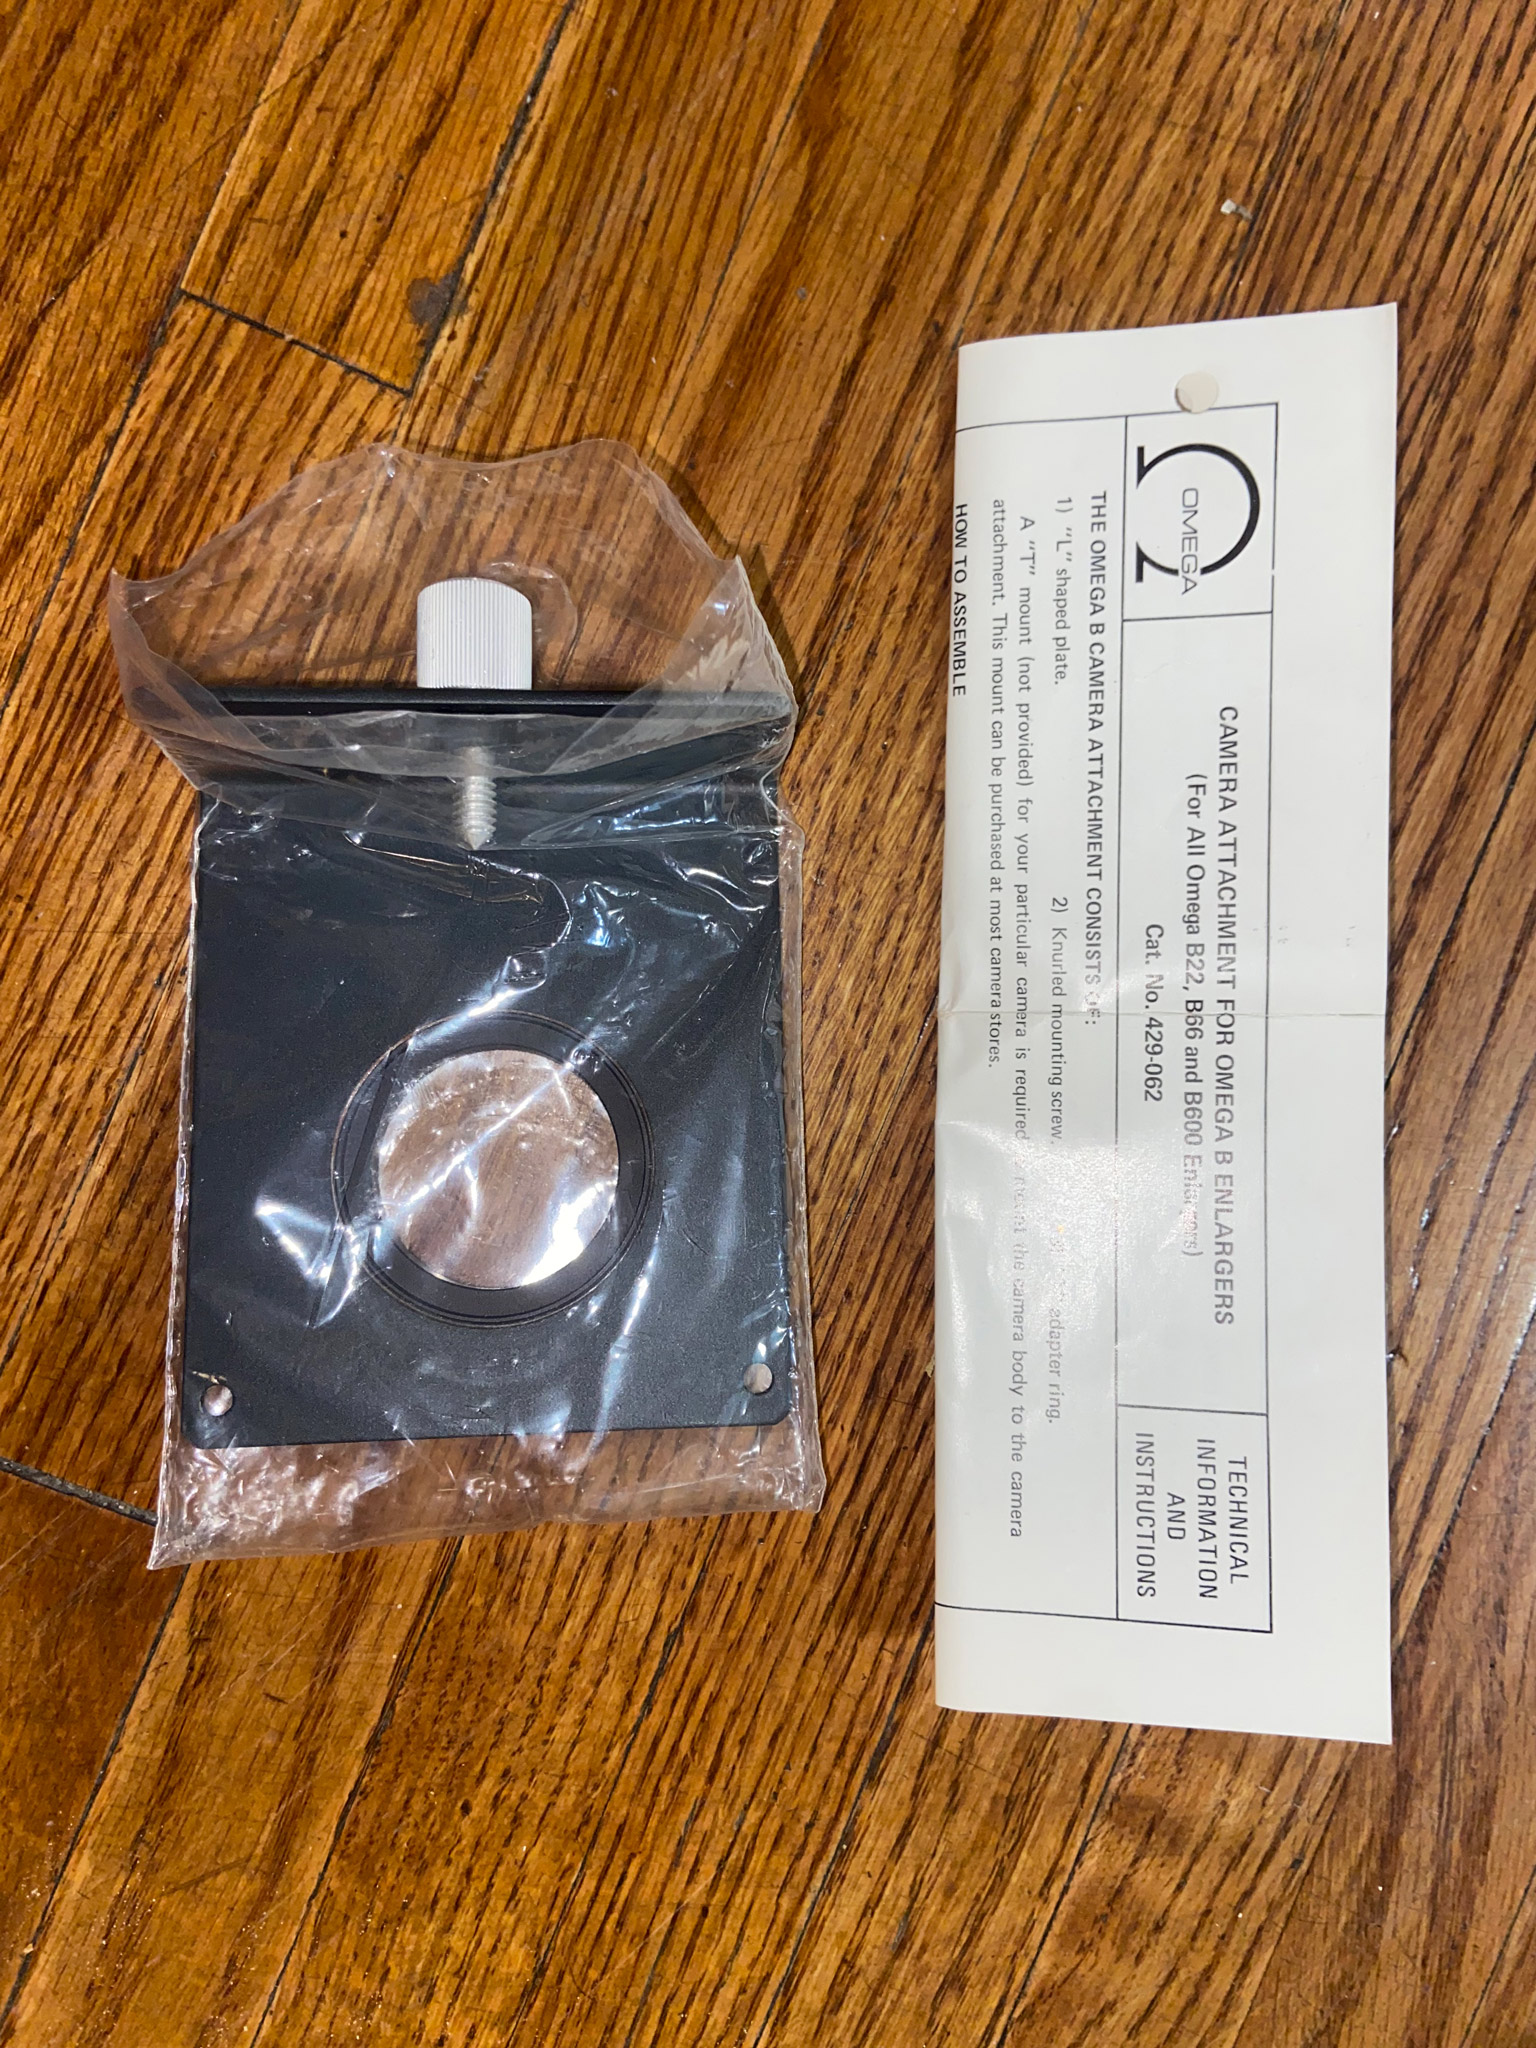 OMEGA
CAMERA ATTACHMENT FOR OMEGA B ENLARGERS
(For All Omega B22, B66 and B600 Enlargers)
Cat. No. 429-062
TECHNICAL
INFORMATION
AND
INSTRUCTIONS
THE OMEGA B CAMERA ATTACHMENT CONSISTS OF:
1) "L" shaped plate. 2) Knurled mounting screw. adapter ring.
A "T" mount (not provided) for your particular camera is required the camera body to the camera
attachment. This mount can be purchased at most camera stores.
HOW TO ASSEMBLE